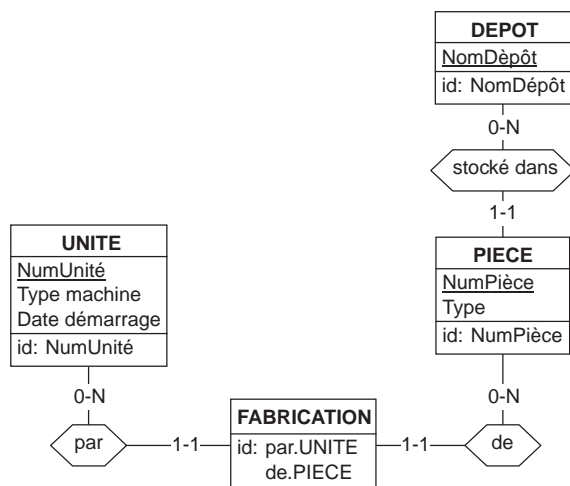 DEPOT
NomDèpôt
id: NomDépôt
0-N
stocké dans
1-1
UNITE
NumUnité
Type machine
Date démarrage
id: NumUnité
PIECE
NumPièce
Type
id: NumPièce
0-N
0-N
par
1-1
FABRICATION
id: par.UNITE
de.PIECE
1-1
de